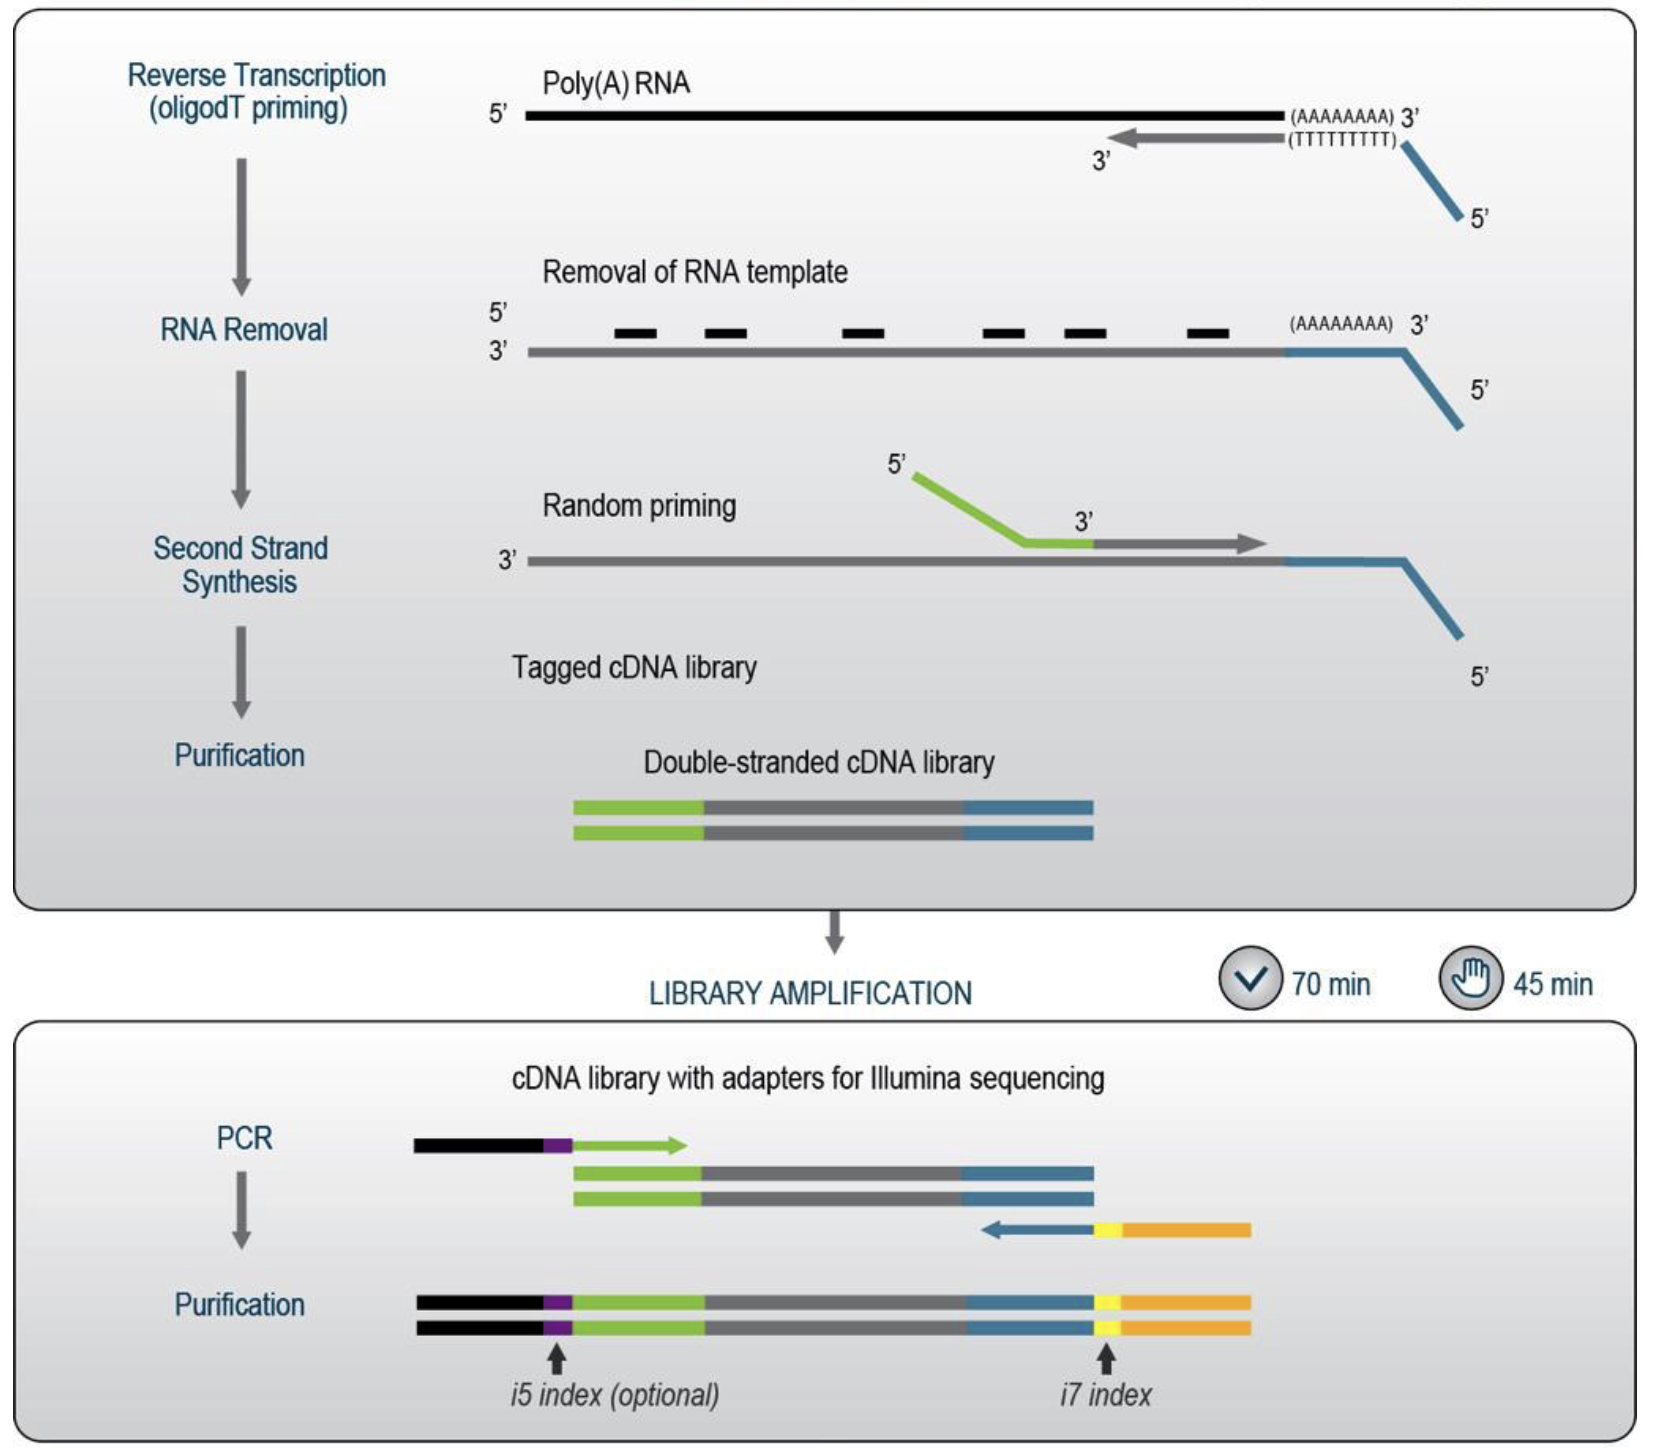 Reverse Transcription
(oligodT priming)
Poly(A) RNA
5’
(AAAAAAAA) 3’
(TTTTTTTTT)
3’
5’
Removal of RNA template
RNA Removal
5’
(AAAAAAAA) 3’
3’
5’
5’
Random priming
3’
Second Strand
Synthesis
3’
5’
Tagged cDNA library
Purification
Double-stranded cDNA library
LIBRARY AMPLIFICATION
70 min
45 min
cDNA library with adapters for Illumina sequencing
PCR
Purification
i5 index (optional)
i7 index